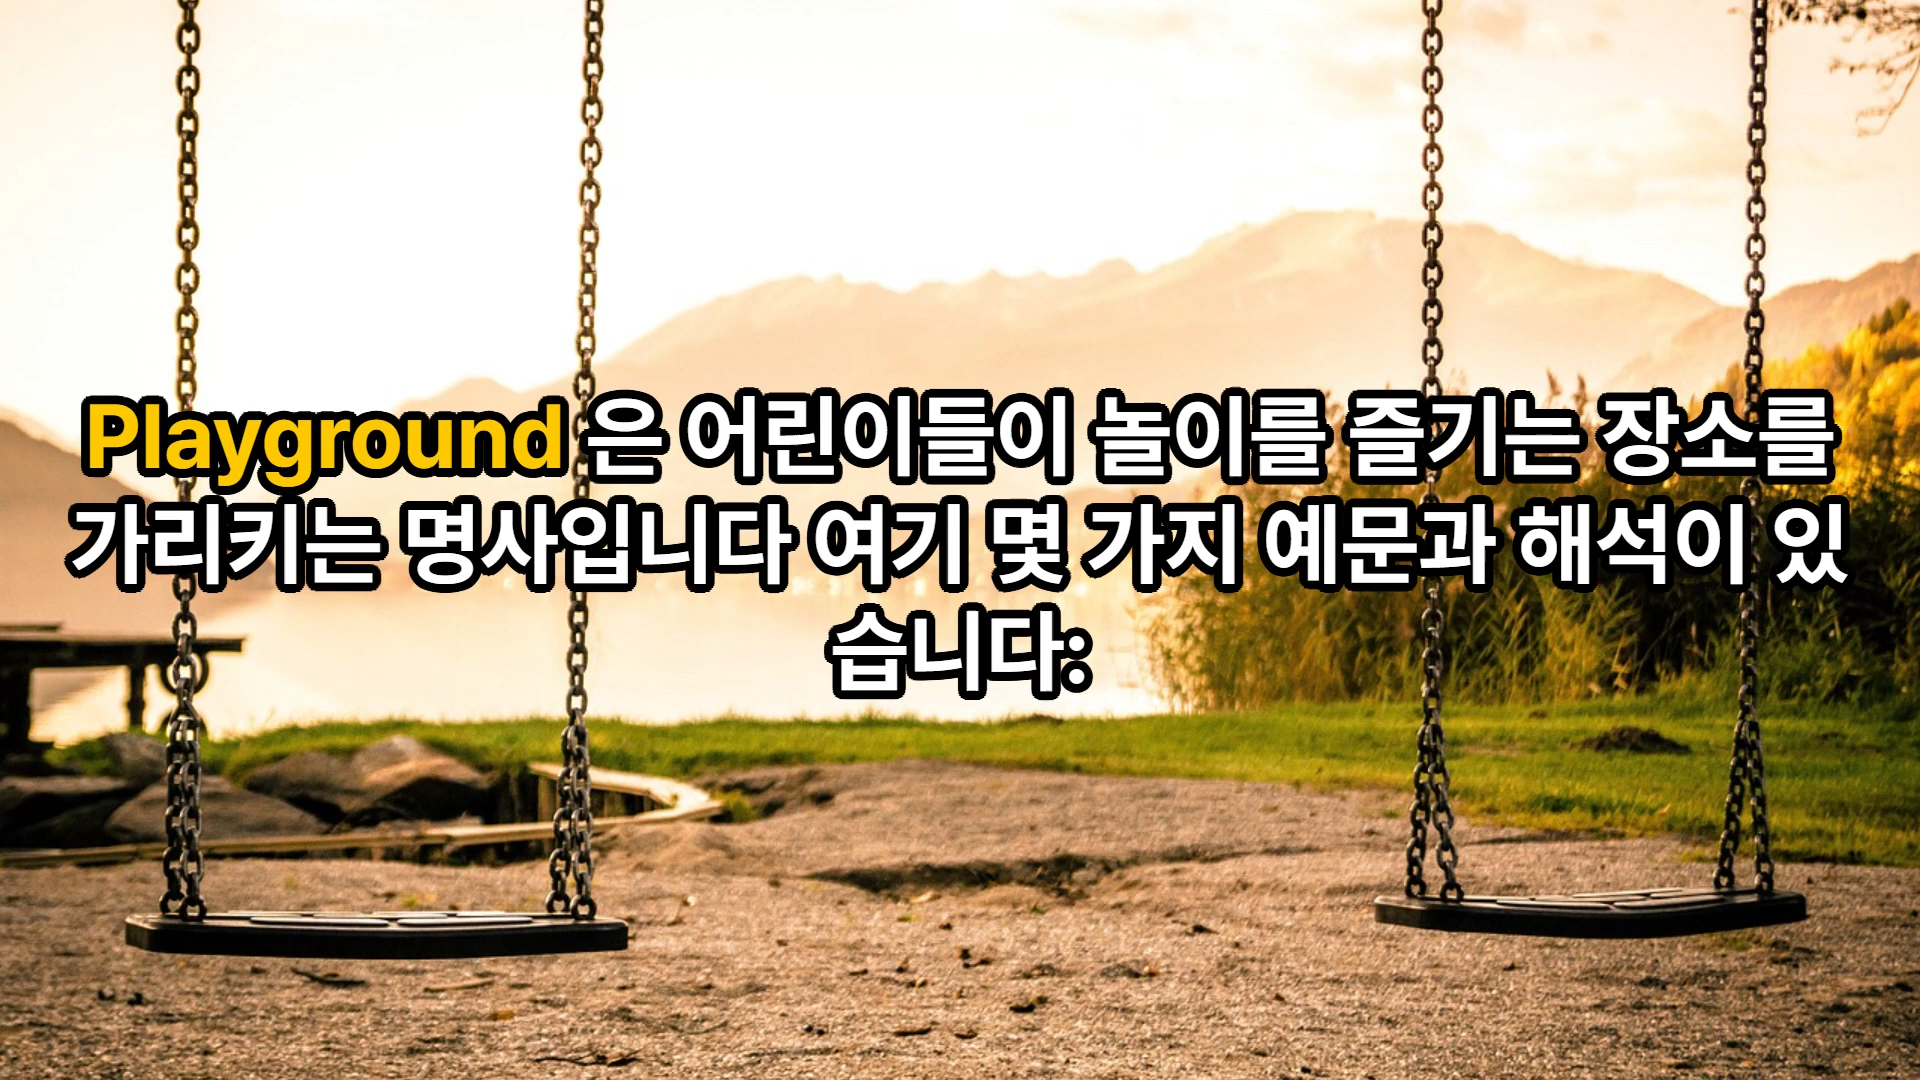 Playground 은 어린이들이 놀이를 즐기는 장소를
가리키는 명사입니다 여기 몇 가지 예문과 해석이 있
습니다: